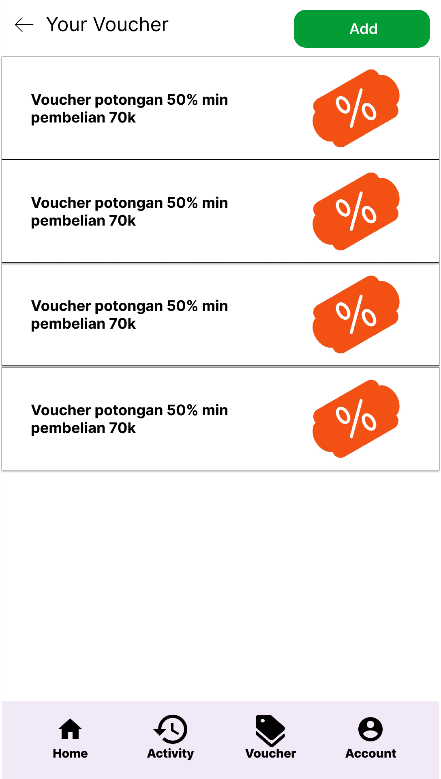 Your Voucher
Add
Voucher potongan 50% min
pembelian 70k
%
Voucher potongan 50% min
pembelian 70k
%
Voucher potongan 50% min
pembelian 70k
%
Voucher potongan 50% min
pembelian 70k
%
Home
Activity
Voucher
Account